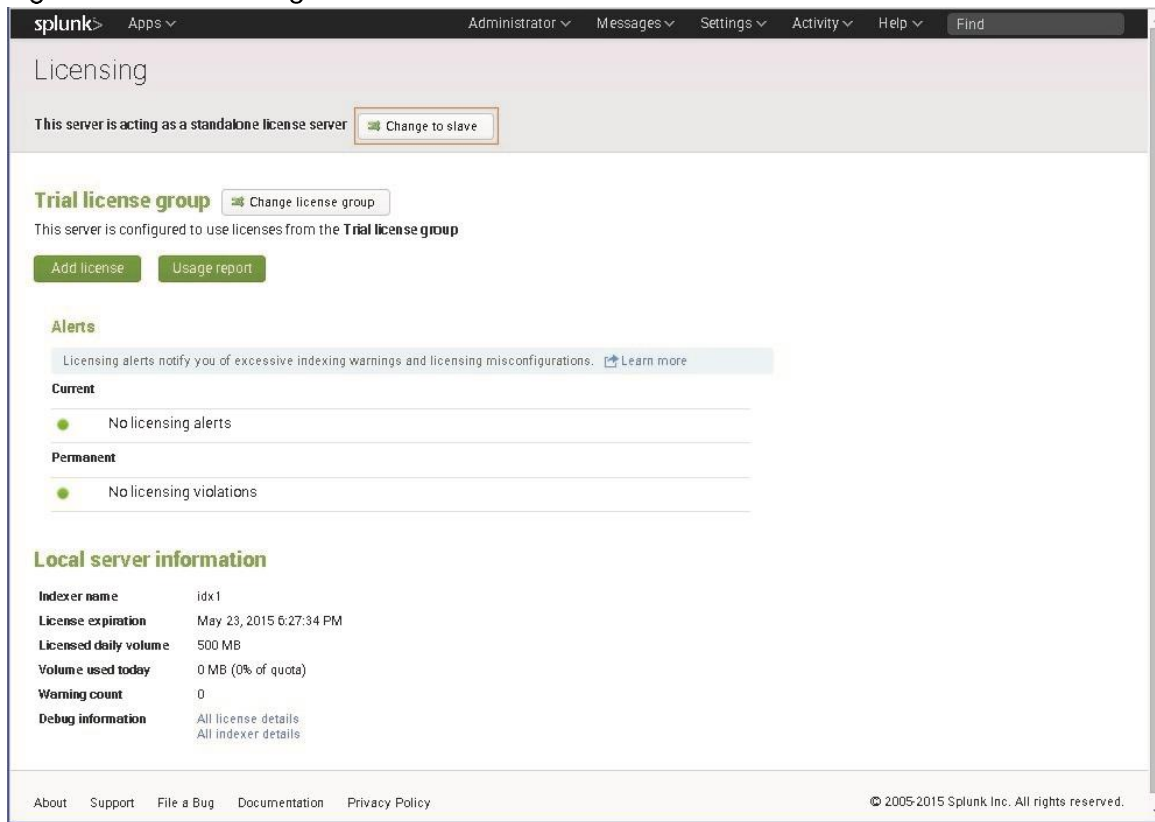 splunk> Apps Administrator Messages Settings Activity Help Find
Licensing
This server is acting as a standalone license server Change to slave
Trial license group Change license group
This server is configured to use licenses from the Trial license group
Add license Usage report
Alerts
Licensing alerts notify you of excessive indexing warnings and licensing misconfigurations. Learn more
Current
No licensing alerts
Permanent
No licensing violations
Local server information
Indexer name idx1
License expiration May 23, 2015 6:27:34 PM
Licensed daily volume 500 MB
Volume used today 0 MB (0% of quota)
Warning count 0
Debug information All license details
All indexer details
About Support File a Bug Documentation Privacy Policy © 2005-2015 Splunk Inc. All rights reserved.